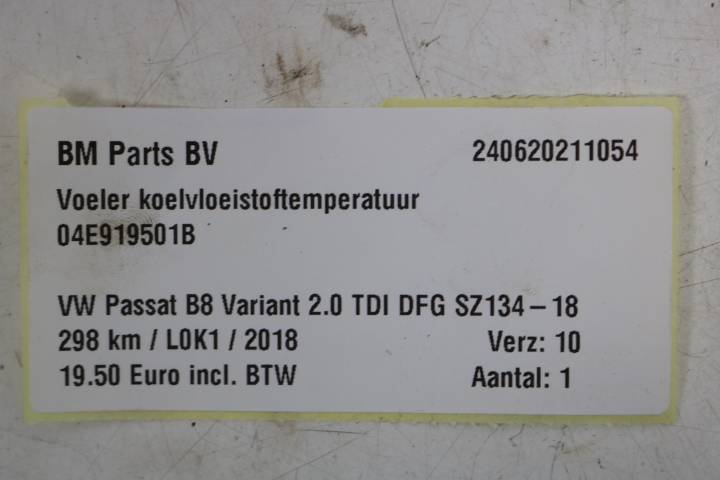 BM Parts BV 240620211054
Voeler koelvloeistoftemperatuur
04E919501B
VW Passat B8 Variant 2.0 TDI DFG SZ134 – 18
298 km / L0K1 / 2018 Verz: 10
19.50 Euro incl. BTW Aantal: 1